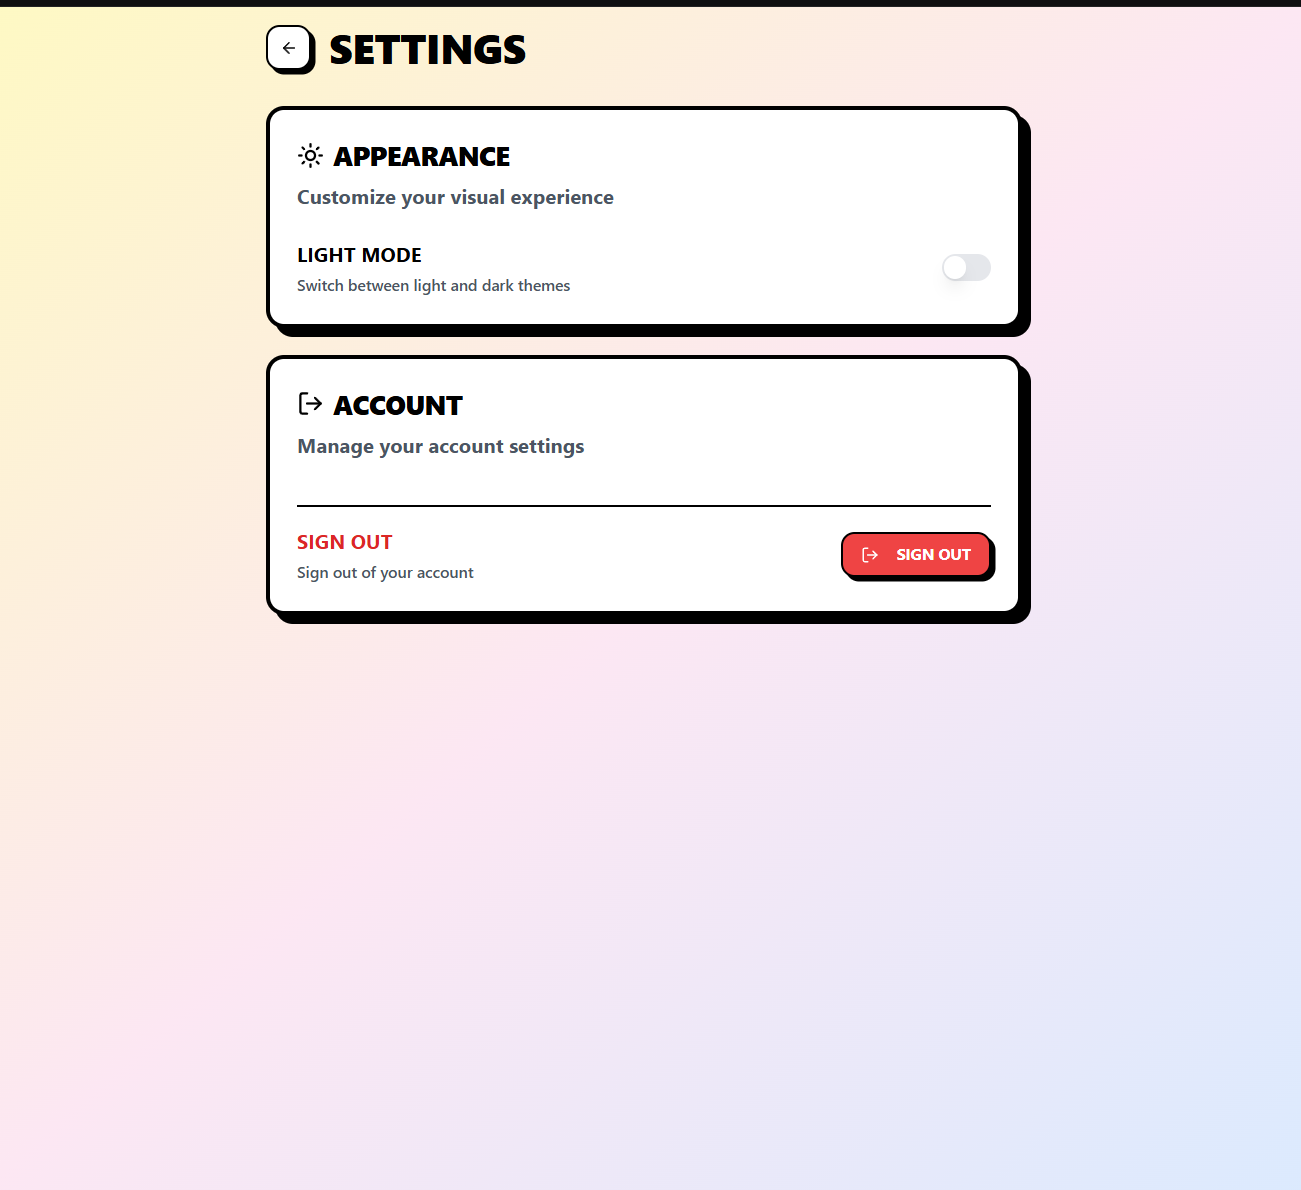 SETTINGS
APPEARANCE
Customize your visual experience
LIGHT MODE
Switch between light and dark themes
ACCOUNT
Manage your account settings
SIGN OUT
Sign out of your account
SIGN OUT